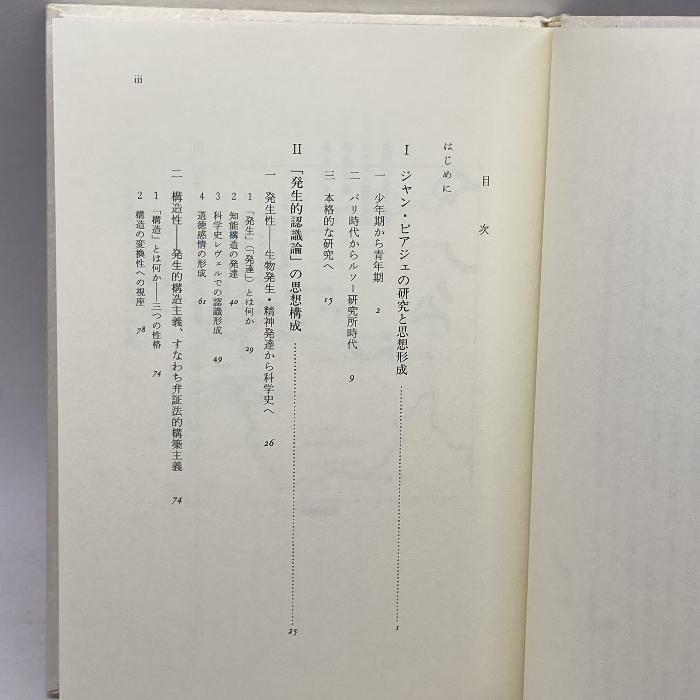 目　次
はじめに
I　ジャン・ピアジェの研究と思想形成……………………1
一　少年期から青年期　2
二　パリ時代からルソー研究所時代　9
三　本格的な研究へ　15
II　「発生的認識論」の思想構成……………………25
一　発生性——生物発生・精神発達から科学史へ　26
1　「発生」（「発達」）とは何か　29
2　知能構造の発達　40
3　科学史レヴェルでの認識形成　49
4　道徳感情の形成　61
二　構造性——発生的構造主義、すなわち弁証法的構築主義　74
1　「構造」とは何か——三つの性格　74
2　構造の変換性への視座　78
iii